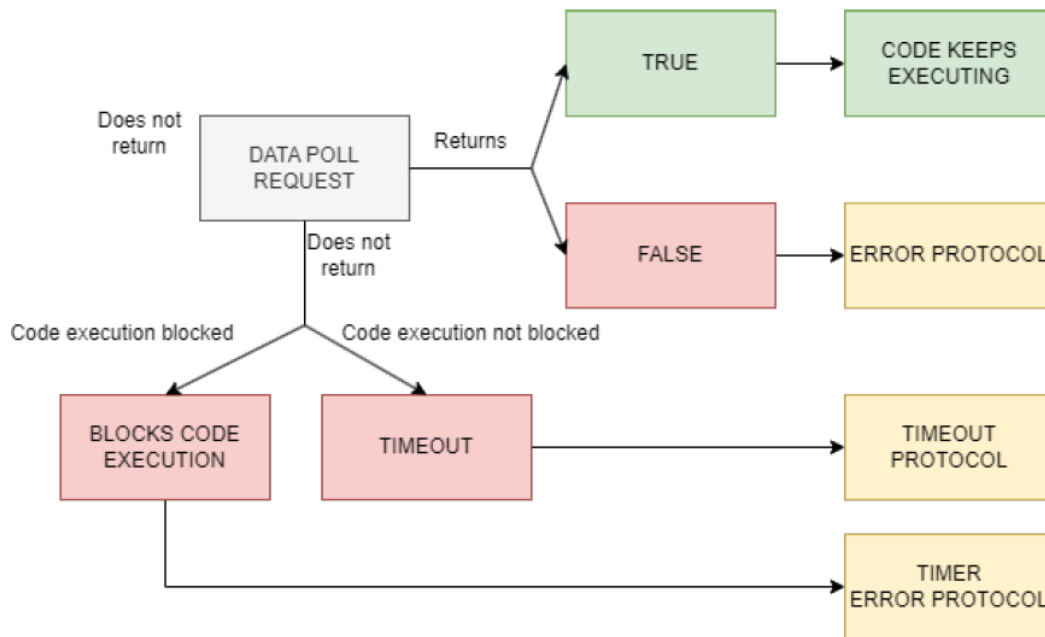 TRUE
CODE KEEPS
EXECUTING
Does not
return
DATA POLL
REQUEST
Returns
Does not
return
FALSE
ERROR PROTOCOL
Code execution blocked
Code execution not blocked
BLOCKS CODE
EXECUTION
TIMEOUT
TIMEOUT
PROTOCOL
TIMER
ERROR PROTOCOL